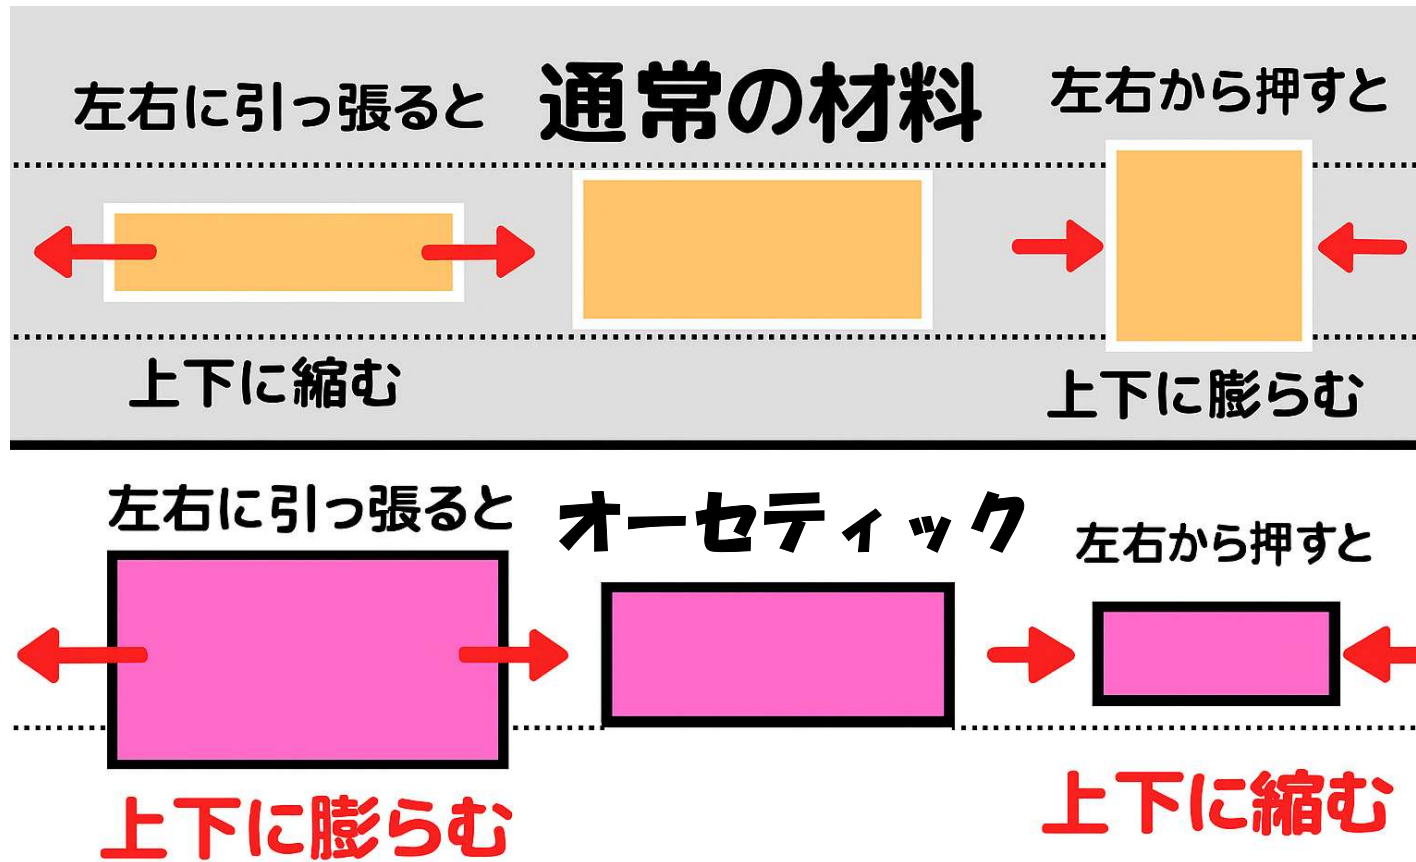 通常の材料
左右に引っ張ると
左右から押すと
上下に縮む
上下に膨らむ
オーセティック
左右に引っ張ると
左右から押すと
上下に膨らむ
上下に縮む